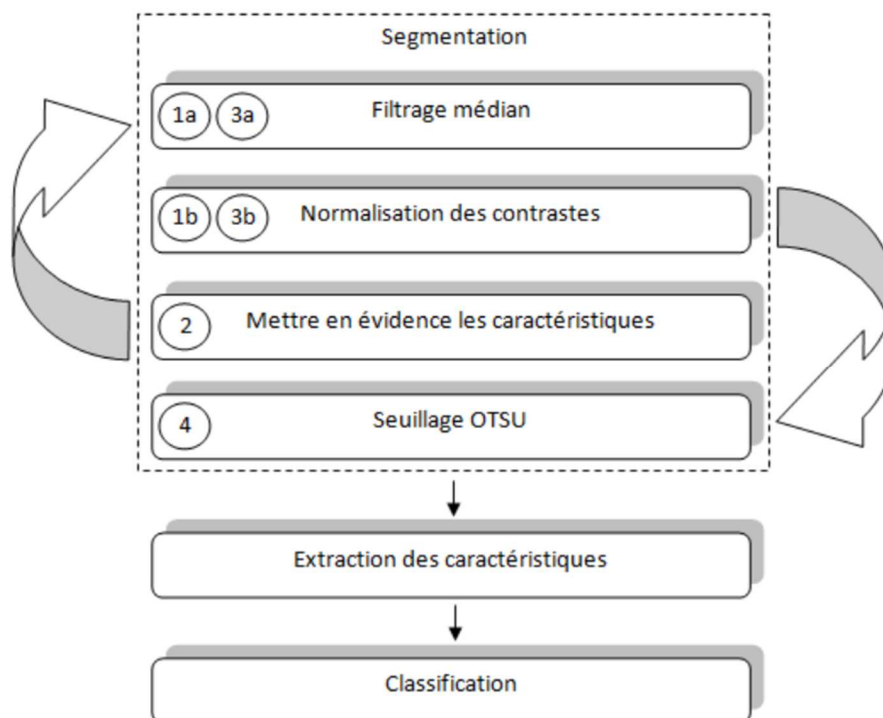 Segmentation
1a 3a Filtrage médian
1b 3b Normalisation des contrastes
2 Mettre en évidence les caractéristiques
4 Seuillage OTSU
Extraction des caractéristiques
Classification